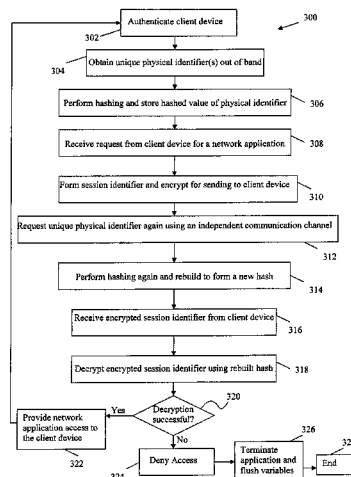 300
Authenticate client device
302
304
Obtain unique physical identifier(s) out of band
Perform hashing and store hashed value of physical identifier
306
Receive request from client device for a network application
308
Form session identifier and encrypt for sending to client device
310
Request unique physical identifier again using an independent communication channel
312
Perform hashing again and rebuild to form a new hash
314
Receive encrypted session identifier from client device
316
Decrypt encrypted session identifier using rebuilt hash
318
320
Decryption
successful?
Yes
No
Provide network
application access to
the client device
322
Deny Access
324
326
Terminate
application and
flush variables
End